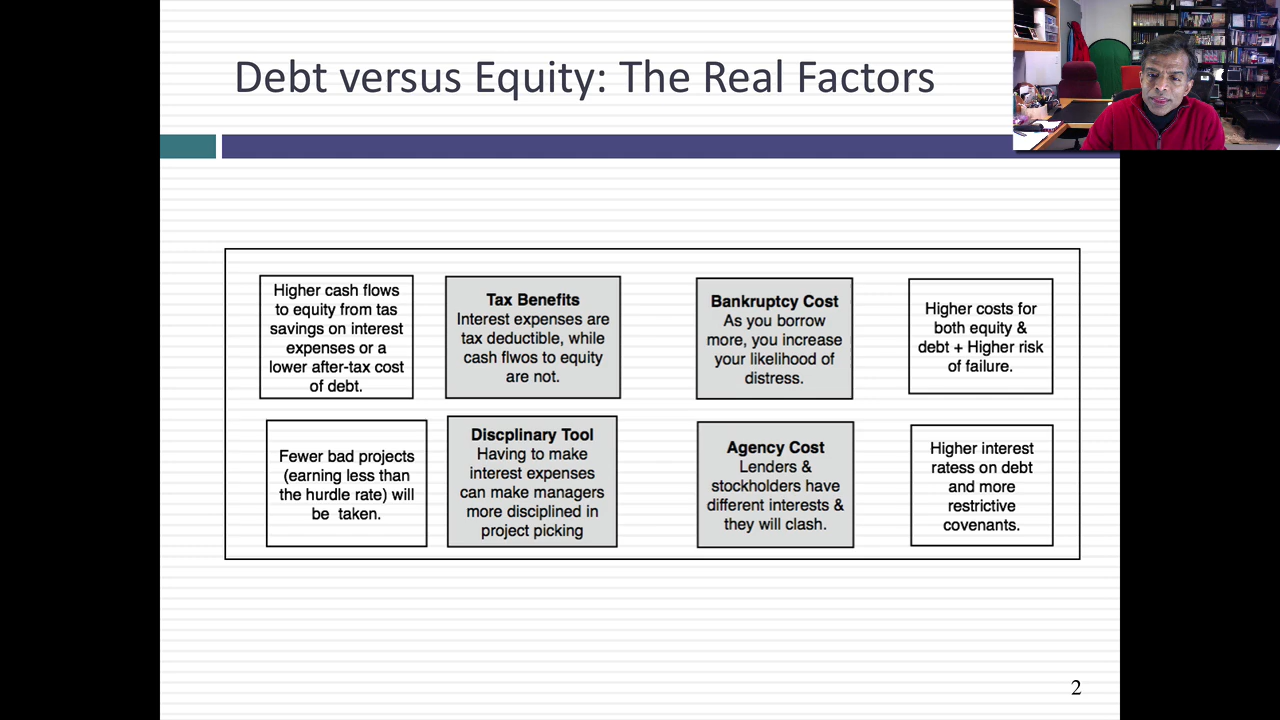 Debt versus Equity: The Real Factors
Higher cash flows
to equity from tas
savings on interest
expenses or a
lower after-tax cost
of debt.
Tax Benefits
Interest expenses are
tax deductible, while
cash flwos to equity
are not.
Bankruptcy Cost
As you borrow
more, you increase
your likelihood of
distress.
Higher costs for
both equity &
debt + Higher risk
of failure.
Fewer bad projects
(earning less than
the hurdle rate) will
be taken.
Discplinary Tool
Having to make
interest expenses
can make managers
more disciplined in
project picking
Agency Cost
Lenders &
stockholders have
different interests &
they will clash.
Higher interest
ratess on debt
and more
restrictive
covenants.
2